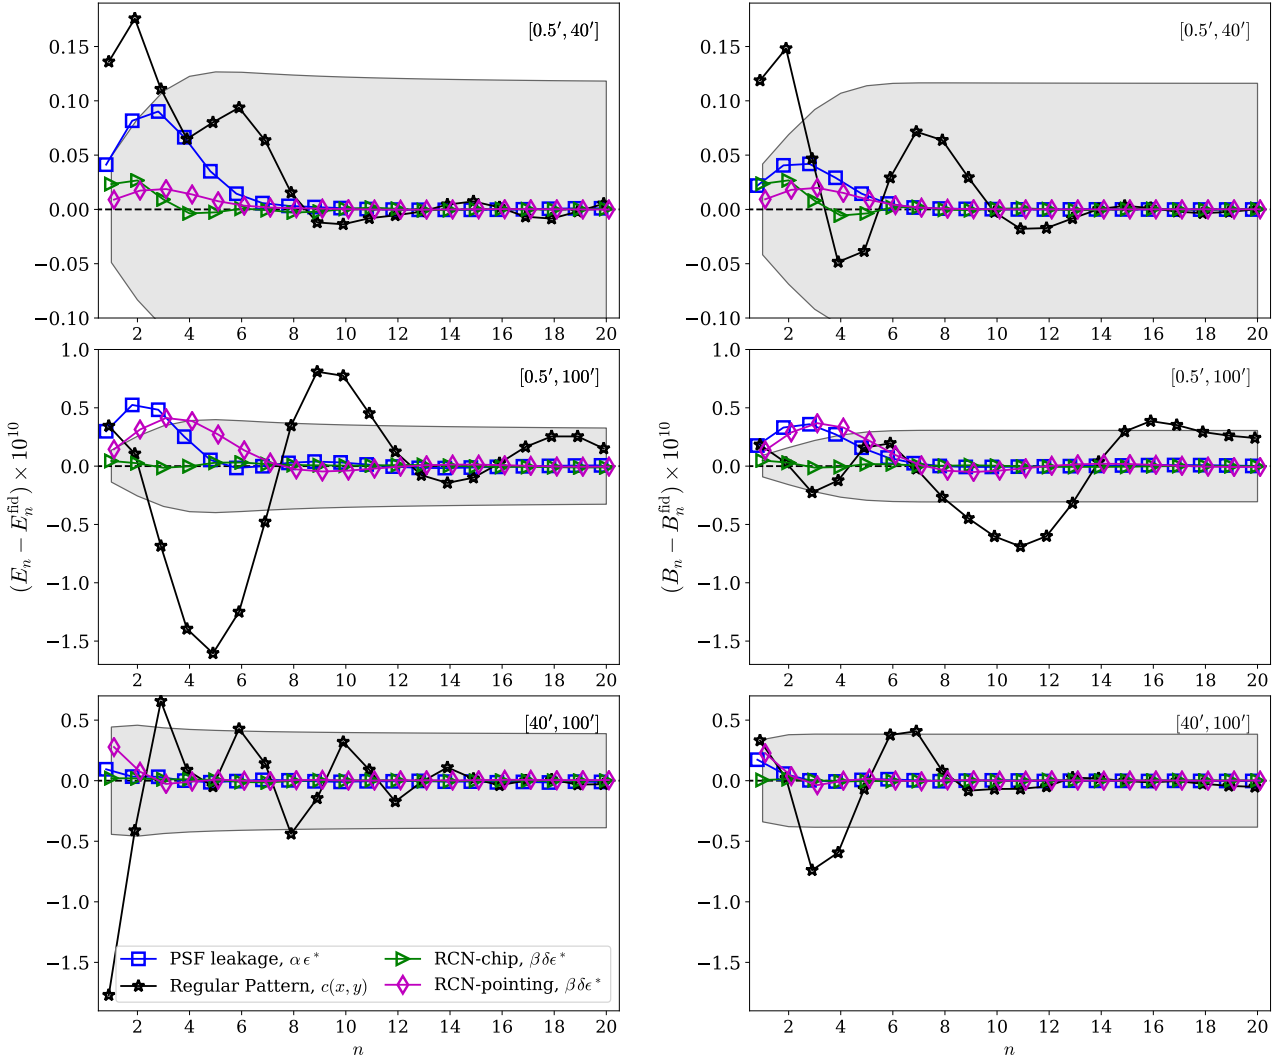 [0.5′, 40′]
0.15
0.10
0.05
0.00
−0.05
−0.10
2 4 6 8 10 12 14 16 18 20
[0.5′, 40′]
0.15
0.10
0.05
0.00
−0.05
−0.10
2 4 6 8 10 12 14 16 18 20
[0.5′, 100′]
1.0
0.5
0.0
−0.5
−1.0
−1.5
(E_n − E_n^fid) × 10^10
2 4 6 8 10 12 14 16 18 20
[0.5′, 100′]
1.0
0.5
0.0
−0.5
−1.0
−1.5
(B_n − B_n^fid) × 10^10
2 4 6 8 10 12 14 16 18 20
[40′, 100′]
0.5
0.0
−0.5
−1.0
−1.5
PSF leakage, αϵ*
Regular Pattern, c(x, y)
RCN-chip, βδϵ*
RCN-pointing, βδϵ*
2 4 6 8 10 12 14 16 18 20
n
[40′, 100′]
0.5
0.0
−0.5
−1.0
−1.5
2 4 6 8 10 12 14 16 18 20
n